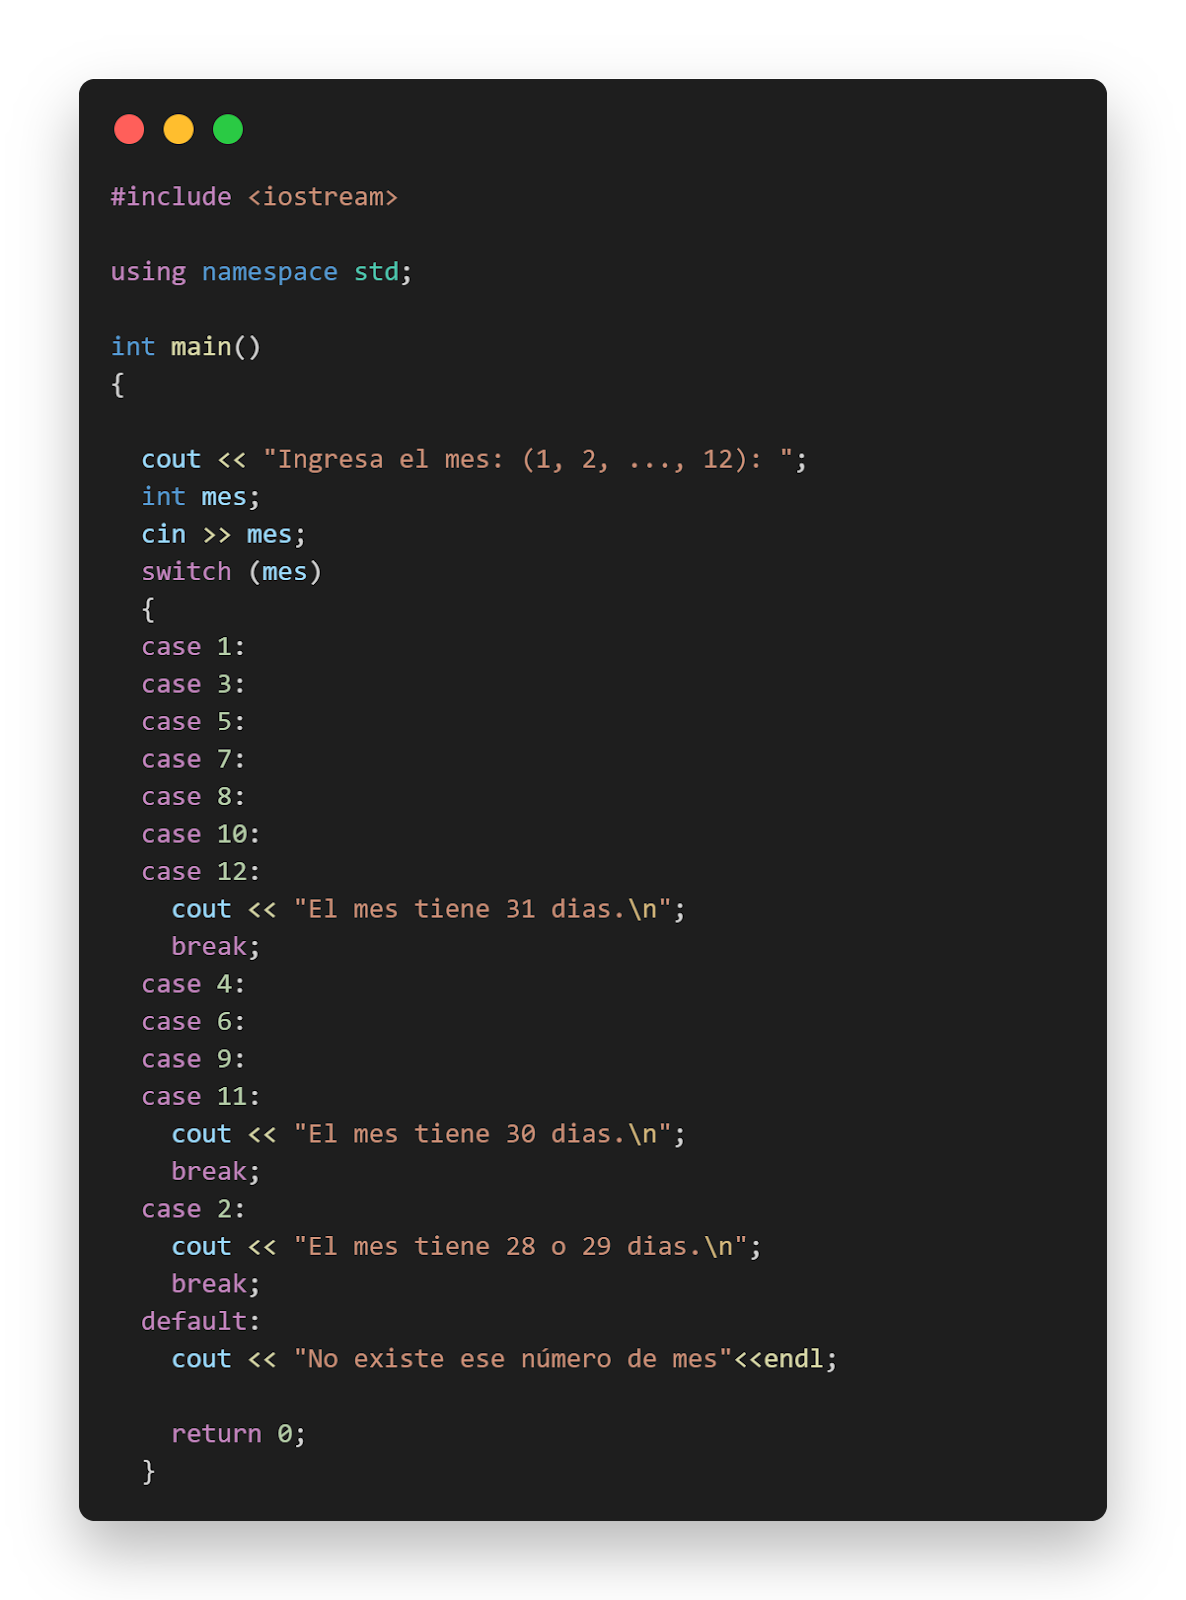 #include <iostream>

using namespace std;

int main()
{

  cout << "Ingresa el mes: (1, 2, ..., 12): ";
  int mes;
  cin >> mes;
  switch (mes)
  {
  case 1:
  case 3:
  case 5:
  case 7:
  case 8:
  case 10:
  case 12:
    cout << "El mes tiene 31 dias.\n";
    break;
  case 4:
  case 6:
  case 9:
  case 11:
    cout << "El mes tiene 30 dias.\n";
    break;
  case 2:
    cout << "El mes tiene 28 o 29 dias.\n";
    break;
  default:
    cout << "No existe ese número de mes"<<endl;

    return 0;
  }